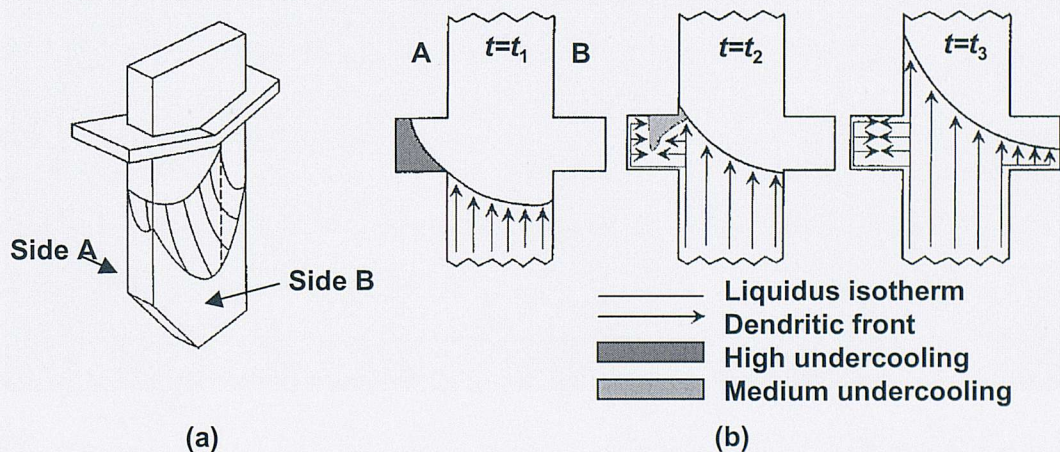 A
t=t1
B
t=t2
t=t3
Side A
Side B
Liquidus isotherm
Dendritic front
High undercooling
Medium undercooling
(a)
(b)